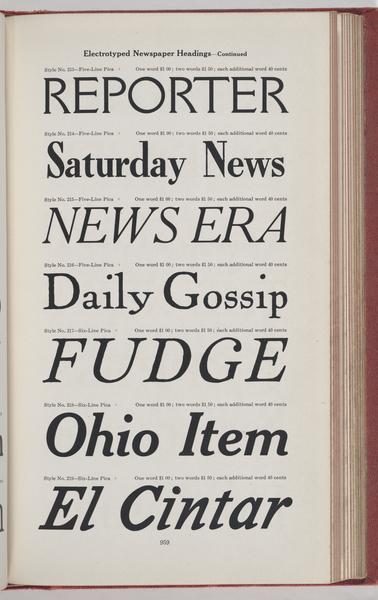 Electrotyped Newspaper Headings—Continued
Style No. 213—Five-Line Pica One word $1 00; two words $1 50; each additional word 40 cents
REPORTER
Style No. 214—Five-Line Pica One word $1 00; two words $1 50; each additional word 40 cents
Saturday News
Style No. 215—Five-Line Pica One word $1 00; two words $1 50; each additional word 40 cents
NEWS ERA
Style No. 216—Five-Line Pica One word $1 00; two words $1 50; each additional word 40 cents
Daily Gossip
Style No. 217—Six-Line Pica One word $1 00; two words $1 50; each additional word 40 cents
FUDGE
Style No. 218—Six-Line Pica One word $1 00; two words $1 50; each additional word 40 cents
Ohio Item
Style No. 219—Six-Line Pica One word $1 00; two words $1 50; each additional word 40 cents
El Cintar
959